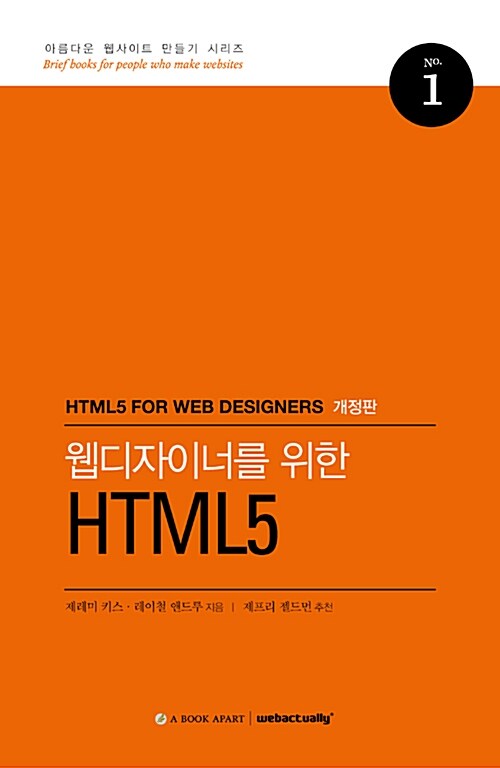 아름다운 웹사이트 만들기 시리즈
Brief books for people who make websites
No.
1
HTML5 FOR WEB DESIGNERS 개정판
웹디자이너를 위한
HTML5
제레미 키스 · 레이철 앤드루 지음 | 제프리 젤드먼 추천
A BOOK APART | webactually